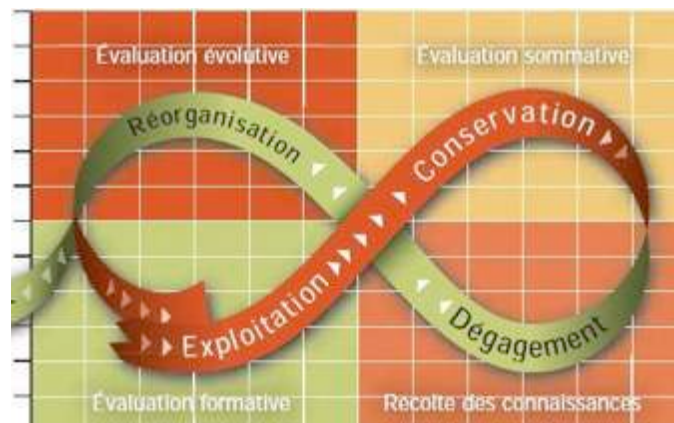 Évaluation évolutive
Évaluation sommative
Réorganisation
Conservation
Exploitation
Dégagement
Évaluation formative
Récolte des connaissances